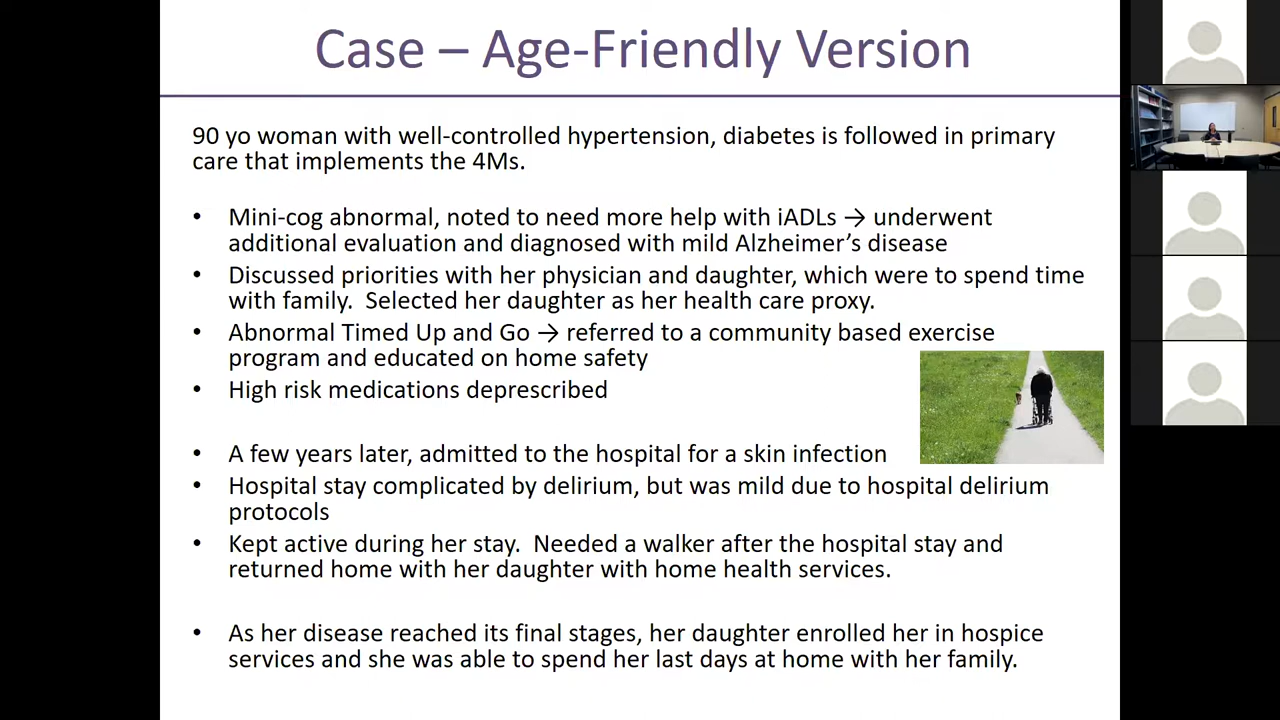 Case – Age-Friendly Version
90 yo woman with well-controlled hypertension, diabetes is followed in primary
care that implements the 4Ms.
• Mini-cog abnormal, noted to need more help with iADLs → underwent
additional evaluation and diagnosed with mild Alzheimer’s disease
• Discussed priorities with her physician and daughter, which were to spend time
with family.  Selected her daughter as her health care proxy.
• Abnormal Timed Up and Go → referred to a community based exercise
program and educated on home safety
• High risk medications deprescribed
• A few years later, admitted to the hospital for a skin infection
• Hospital stay complicated by delirium, but was mild due to hospital delirium
protocols
• Kept active during her stay.  Needed a walker after the hospital stay and
returned home with her daughter with home health services.
• As her disease reached its final stages, her daughter enrolled her in hospice
services and she was able to spend her last days at home with her family.